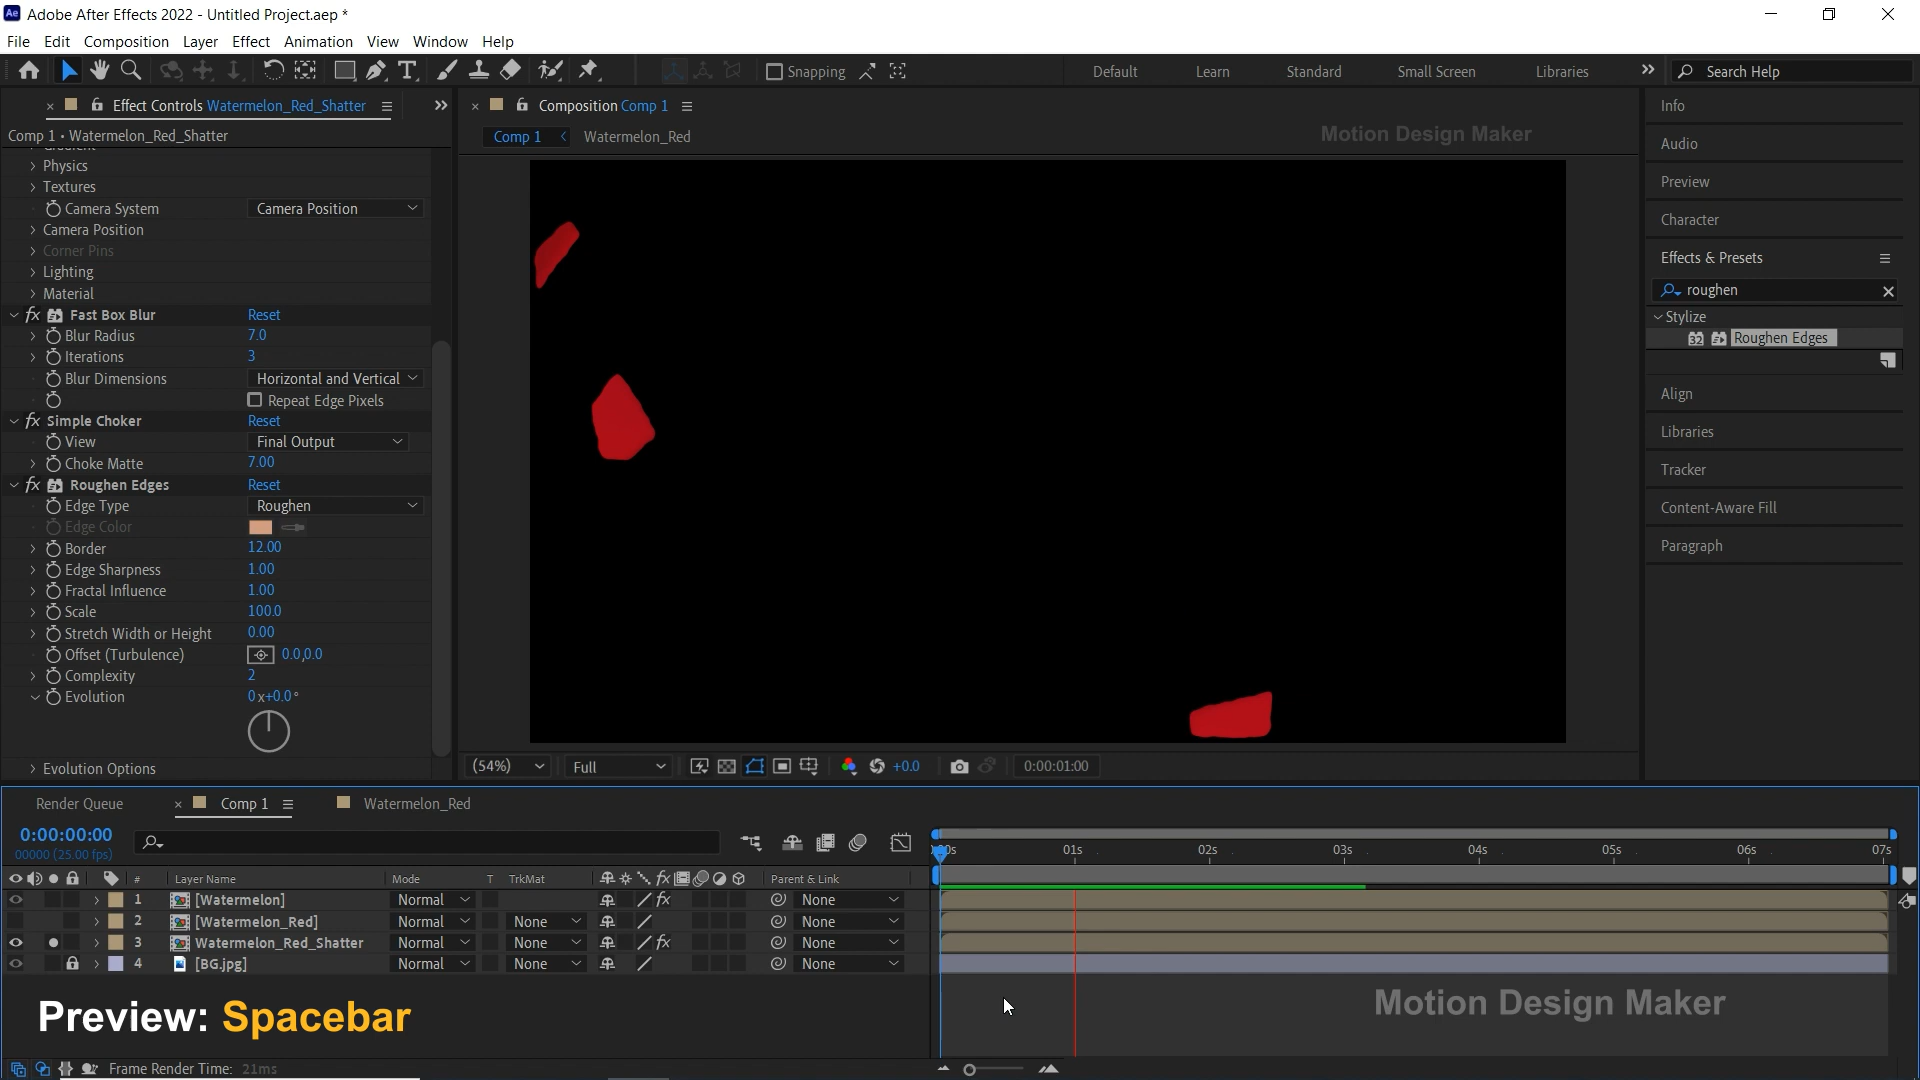 Adobe After Effects 2022 - Untitled Project.aep *
File Edit Composition Layer Effect Animation View Window Help
Snapping Default Learn Standard Small Screen Libraries Search Help
Effect Controls Watermelon_Red_Shatter
Comp 1 • Watermelon_Red_Shatter
Gradient
Physics
Textures
Camera System Camera Position
Camera Position
Corner Pins
Lighting
Material
fx Fast Box Blur Reset
Blur Radius 7.0
Iterations 3
Blur Dimensions Horizontal and Vertical
Repeat Edge Pixels
fx Simple Choker Reset
View Final Output
Choke Matte 7.00
fx Roughen Edges Reset
Edge Type Roughen
Edge Color
Border 12.00
Edge Sharpness 1.00
Fractal Influence 1.00
Scale 100.0
Stretch Width or Height 0.00
Offset (Turbulence) 0.0,0.0
Complexity 2
Evolution 0x+0.0°
Evolution Options
Composition Comp 1
Comp 1 Watermelon_Red
Motion Design Maker
(54%) Full +0.0 0:00:01:00
Info
Audio
Preview
Character
Effects & Presets
roughen
Stylize
32 Roughen Edges
Align
Libraries
Tracker
Content-Aware Fill
Paragraph
Render Queue Comp 1 Watermelon_Red
0:00:00:00
00000 (25.00 fps)
01s 02s 03s 04s 05s 06s 07s
# Layer Name Mode T TrkMat fx Parent & Link
1 [Watermelon] Normal fx None
2 [Watermelon_Red] Normal None None
3 Watermelon_Red_Shatter Normal None fx None
4 [BG.jpg] Normal None None
Preview: Spacebar
Motion Design Maker
Frame Render Time: 21ms